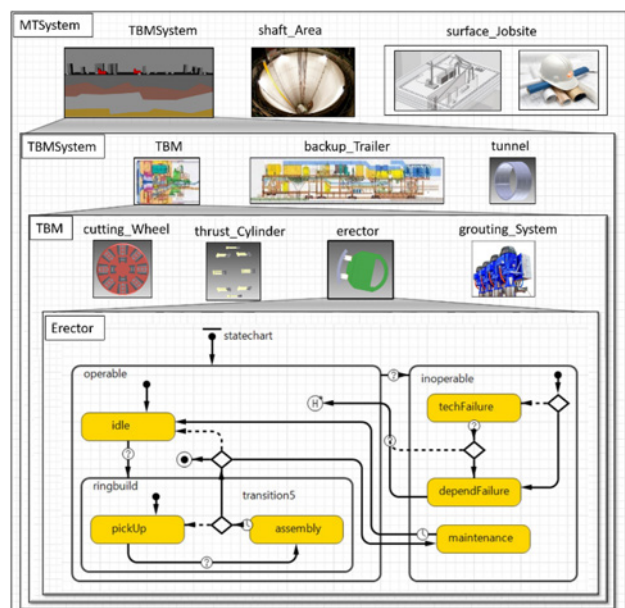 MTSystem
TBMSystem
shaft_Area
surface_Jobsite
TBMSystem
TBM
backup_Trailer
tunnel
TBM
cutting_Wheel
thrust_Cylinder
erector
grouting_System
Erector
statechart
operable
?
inoperable
H
techFailure
idle
?
?
?
ringbuild
transition5
dependFailure
pickUp
assembly
maintenance
?